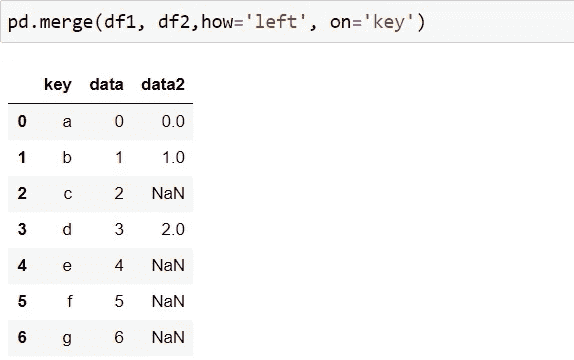 pd.merge(df1, df2,how='left', on='key')
key data data2
0 a 0 0.0
1 b 1 1.0
2 c 2 NaN
3 d 3 2.0
4 e 4 NaN
5 f 5 NaN
6 g 6 NaN